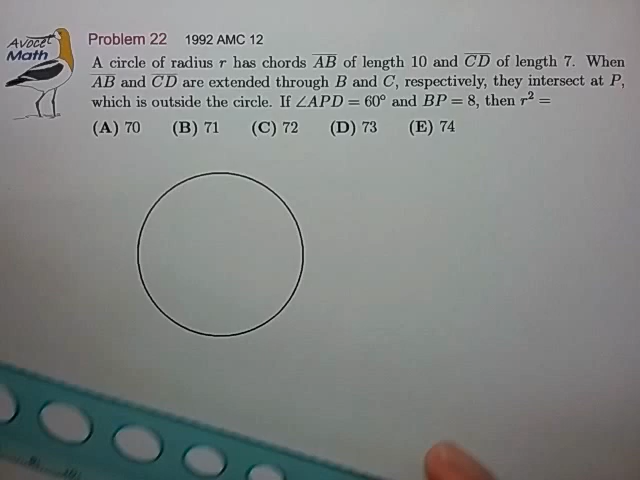 Avocet
Math
Problem 22 1992 AMC 12
A circle of radius r has chords AB of length 10 and CD of length 7. When
AB and CD are extended through B and C, respectively, they intersect at P,
which is outside the circle. If ∠APD = 60° and BP = 8, then r² =
(A) 70 (B) 71 (C) 72 (D) 73 (E) 74